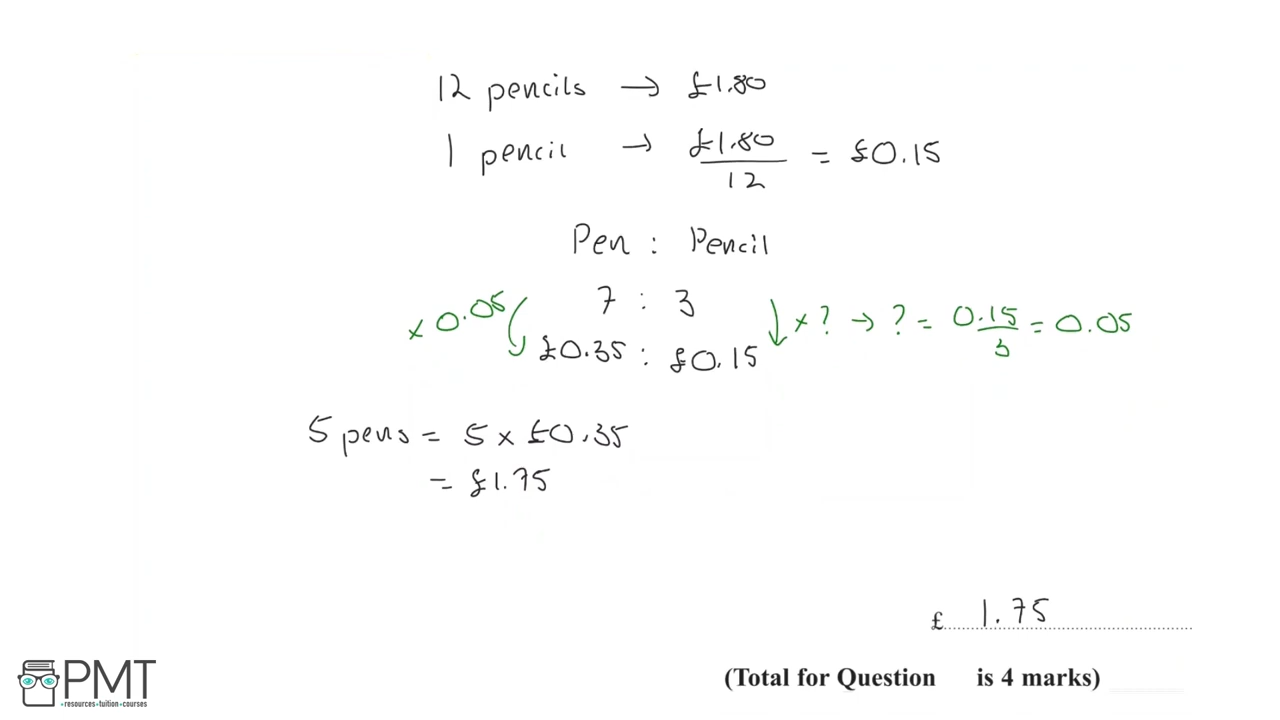 12 pencils → £1.80
1 pencil → £1.80/12 = £0.15
Pen : Pencil
7 : 3
×0.05
↓ × ? → ? = 0.15/3 = 0.05
£0.35 : £0.15
5 pens = 5 × £0.35
= £1.75
£ 1.75
(Total for Question is 4 marks)
PMT
•resources•tuition•courses